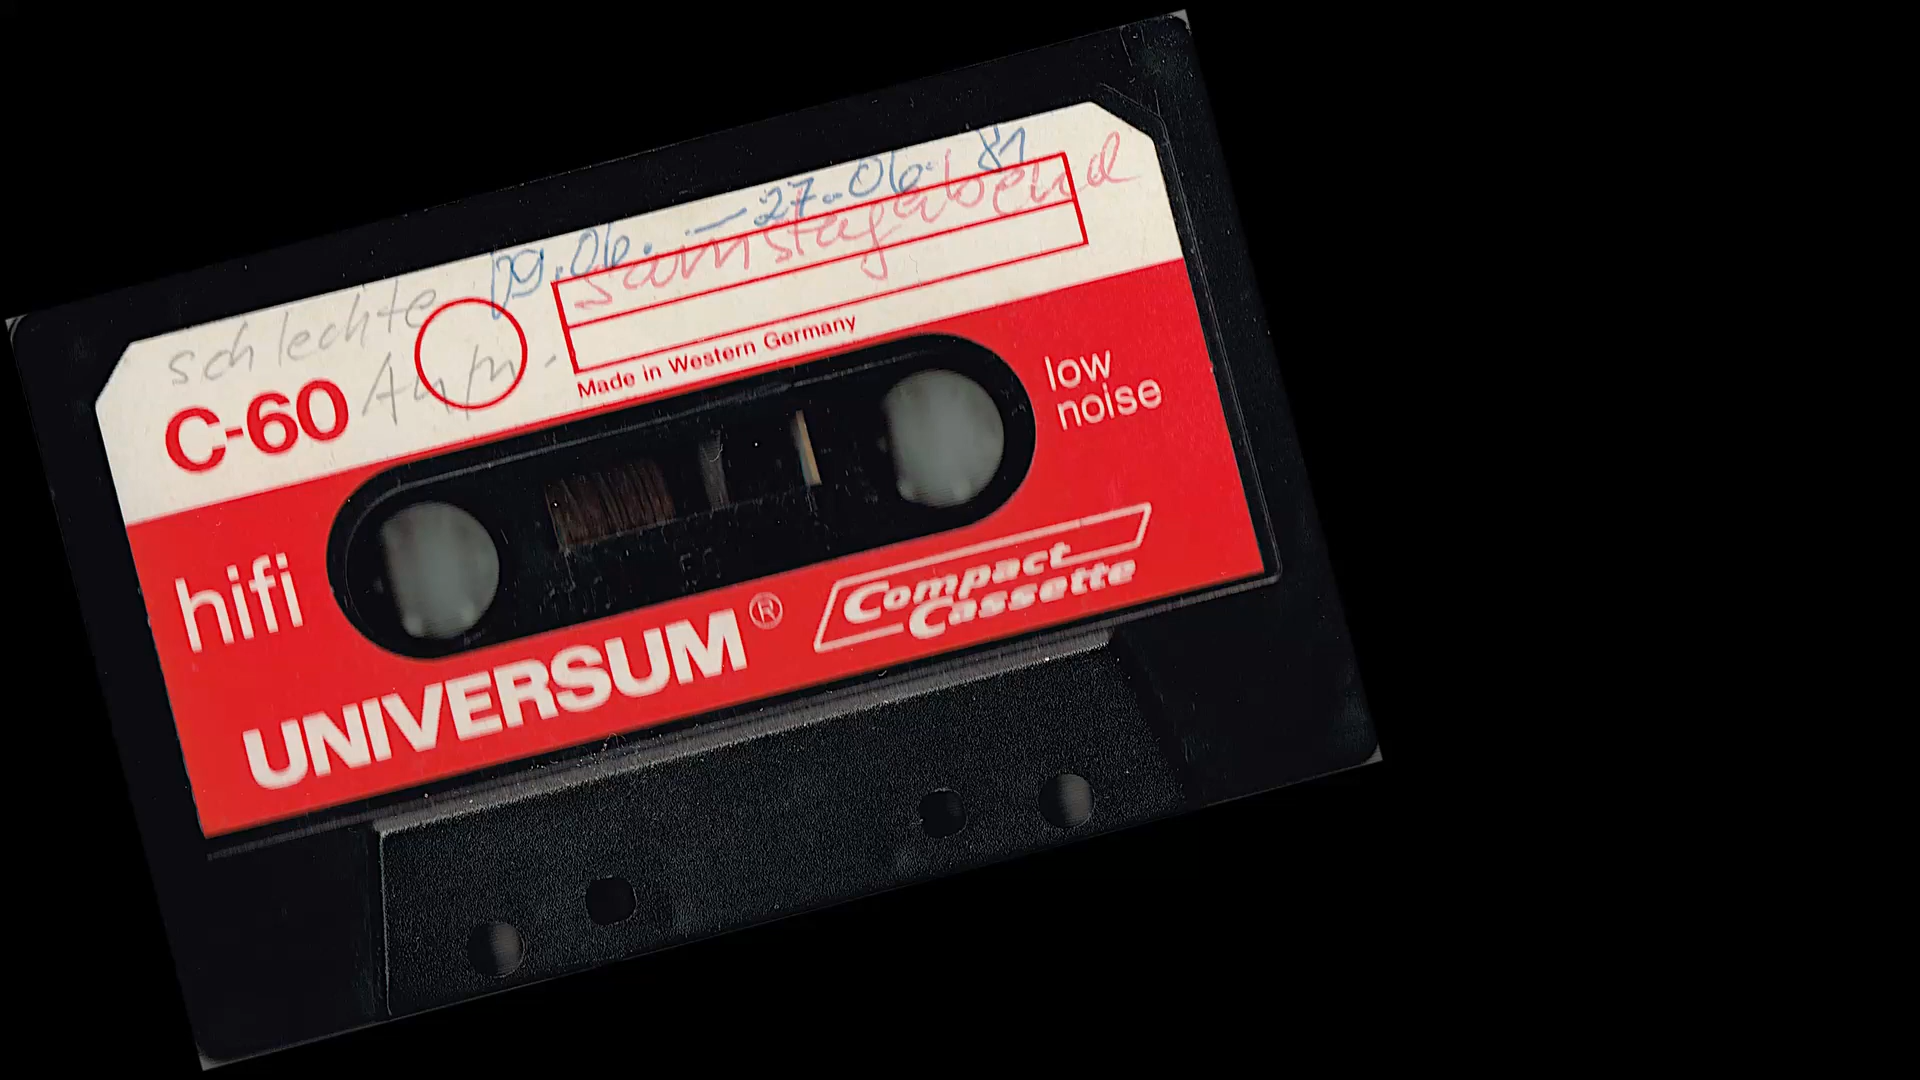 09.06. – 27.06.81
samstagabend
schlechte
Aufn.
C-60
Made in Western Germany
low
noise
hifi
UNIVERSUM®
Compact
Cassette